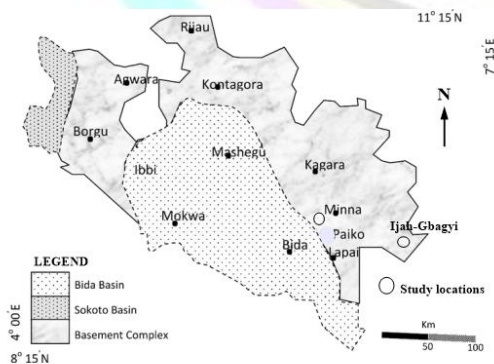 11° 15′ N
7° 15′ E
Rijau
Agwara
Kontagora
N
Borgu
Mashegu
Ibbi
Kagara
Minna
Ijah-Gbagyi
Mokwa
Paiko
Bida
Lapai
LEGEND
Bida Basin
Study locations
Sokoto Basin
Km
Basement Complex
0 50 100
4° 00′ E
8° 15′ N